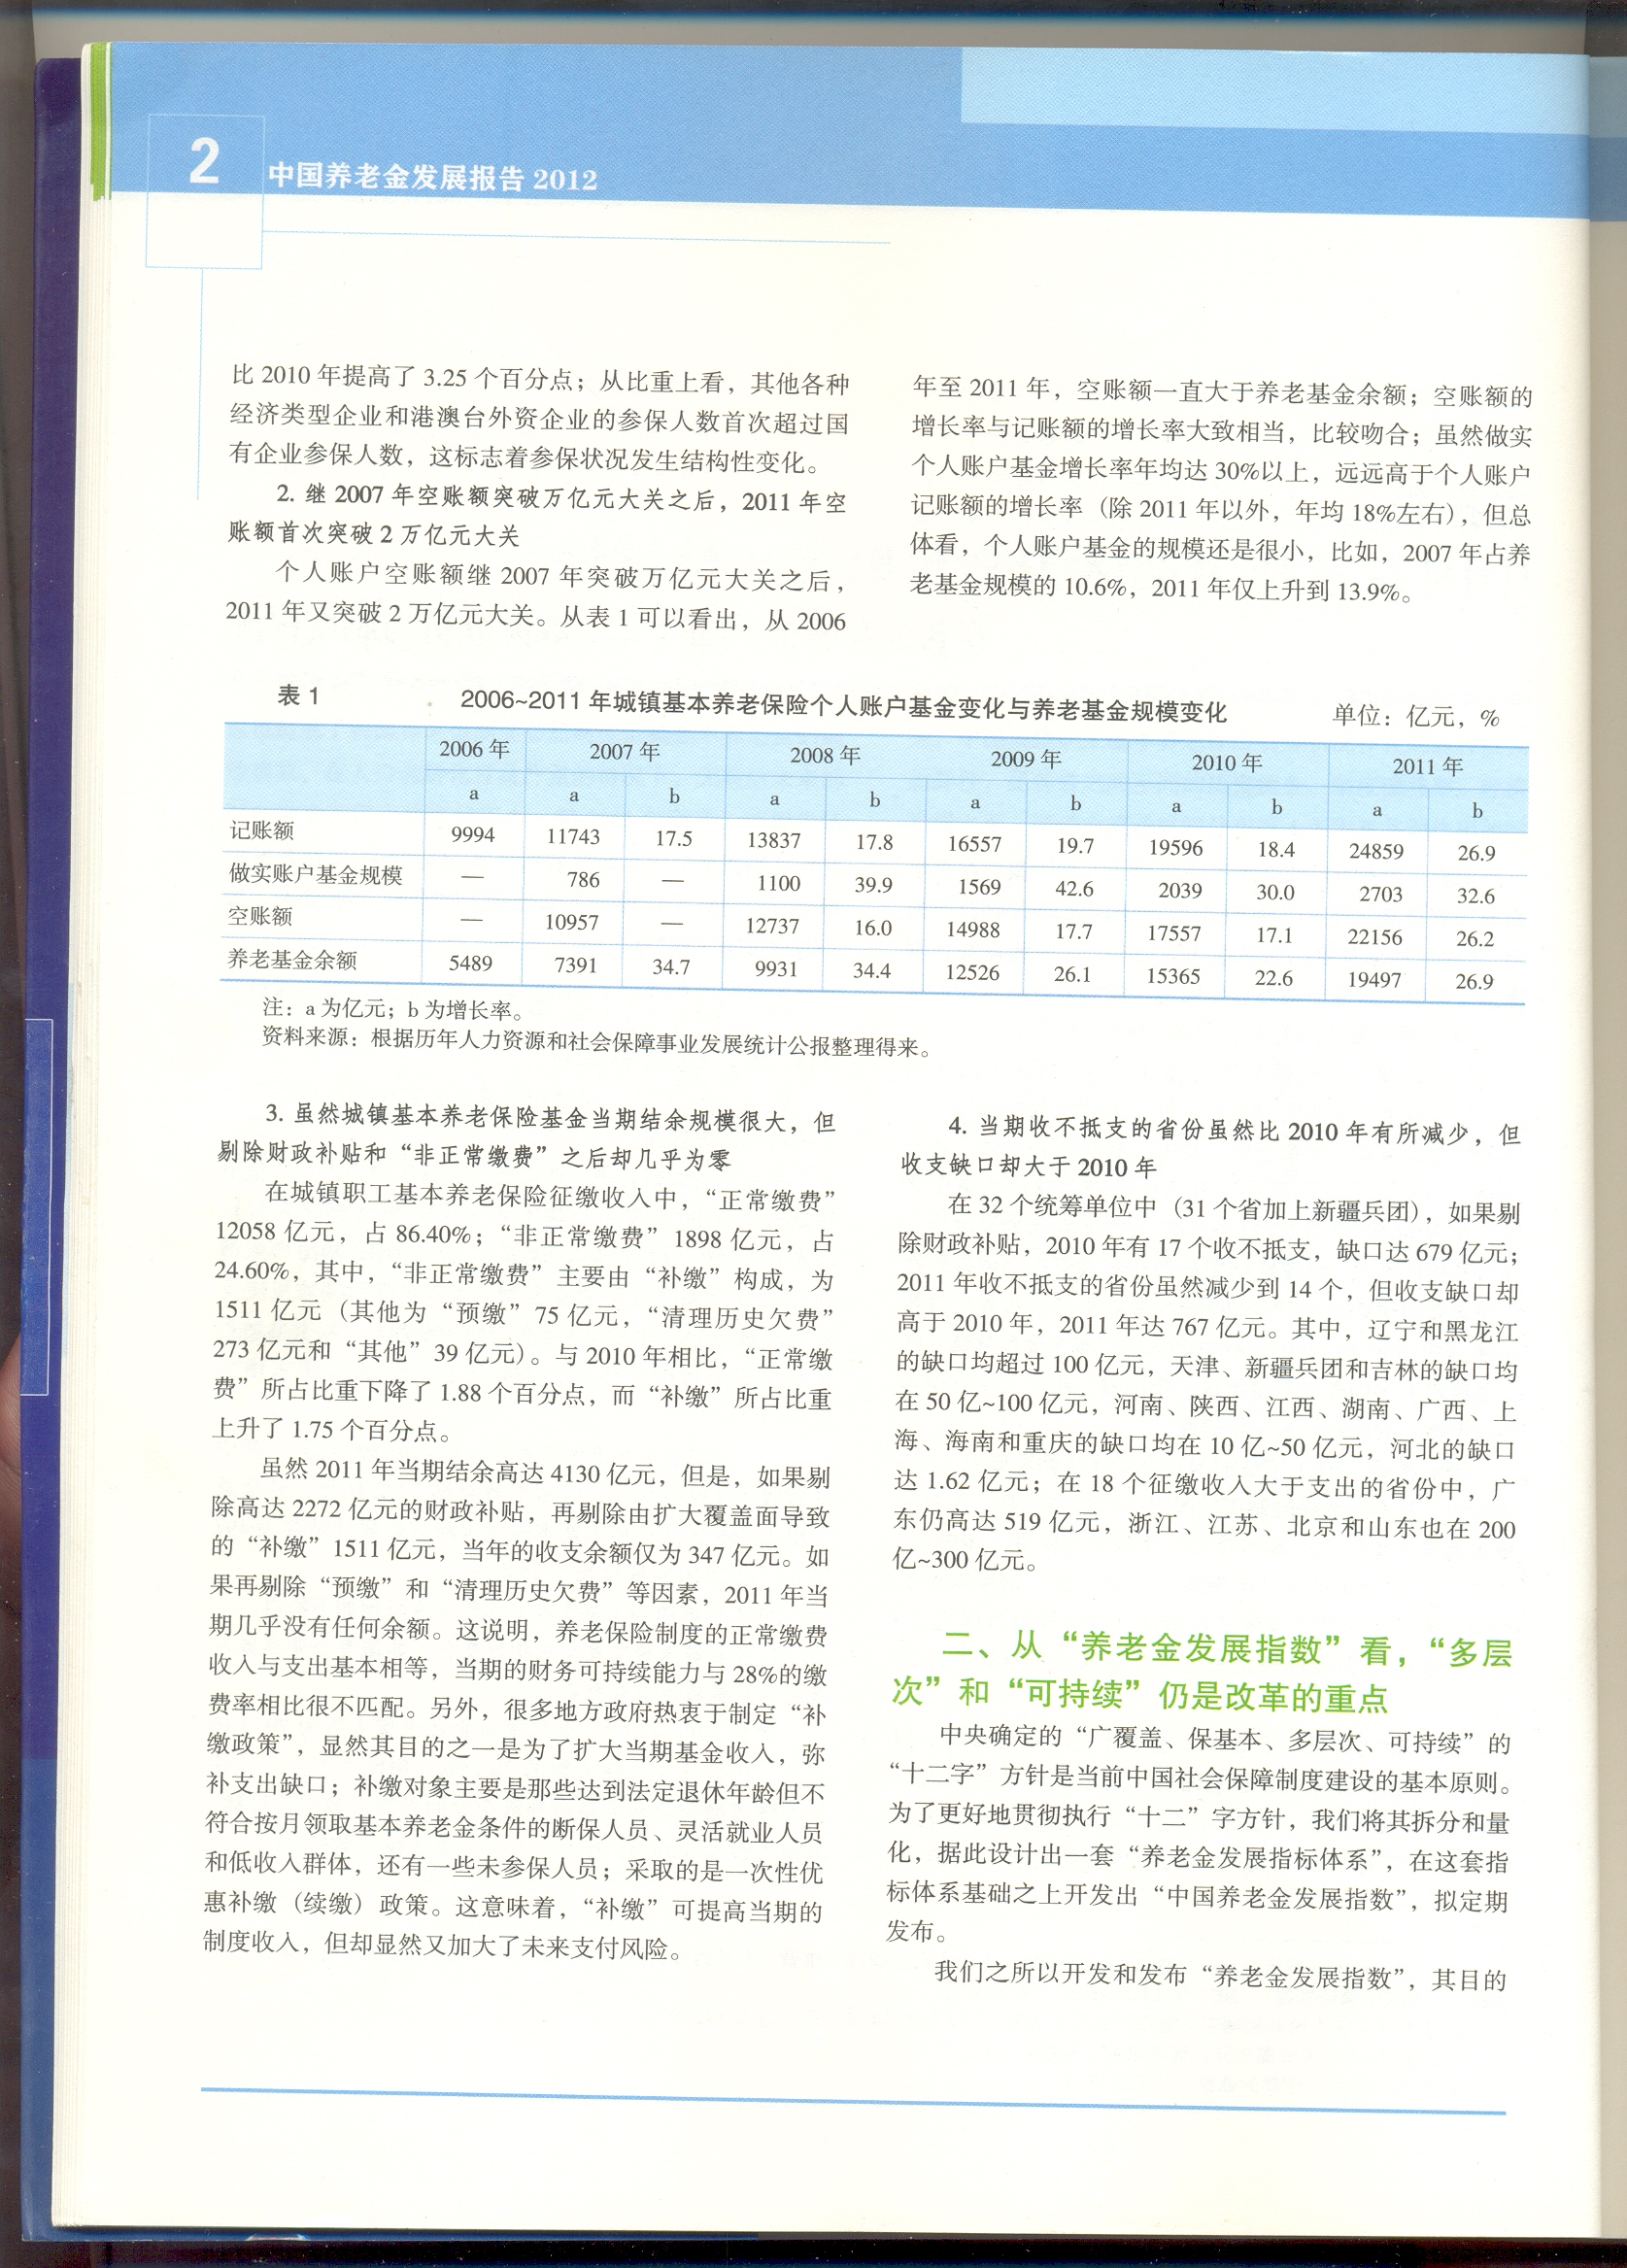 2
中国养老金发展报告 2012
比 2010 年提高了 3.25 个百分点；从比重上看，其他各种
经济类型企业和港澳台外资企业的参保人数首次超过国
有企业参保人数，这标志着参保状况发生结构性变化。
2. 继 2007 年空账额突破万亿元大关之后，2011 年空
账额首次突破 2 万亿元大关
个人账户空账额继 2007 年突破万亿元大关之后，
2011 年又突破 2 万亿元大关。从表 1 可以看出，从 2006
年至 2011 年，空账额一直大于养老基金余额；空账额的
增长率与记账额的增长率大致相当，比较吻合；虽然做实
个人账户基金增长率年均达 30%以上，远远高于个人账户
记账额的增长率（除 2011 年以外，年均 18%左右），但总
体看，个人账户基金的规模还是很小，比如，2007 年占养
老基金规模的 10.6%，2011 年仅上升到 13.9%。
表 1 2006~2011 年城镇基本养老保险个人账户基金变化与养老基金规模变化 单位：亿元，%
2006 年 2007 年 2008 年 2009 年 2010 年 2011 年
a a b a b a b a b a b
记账额 9994 11743 17.5 13837 17.8 16557 19.7 19596 18.4 24859 26.9
做实账户基金规模 — 786 — 1100 39.9 1569 42.6 2039 30.0 2703 32.6
空账额 — 10957 — 12737 16.0 14988 17.7 17557 17.1 22156 26.2
养老基金余额 5489 7391 34.7 9931 34.4 12526 26.1 15365 22.6 19497 26.9
注：a 为亿元；b 为增长率。
资料来源：根据历年人力资源和社会保障事业发展统计公报整理得来。
3. 虽然城镇基本养老保险基金当期结余规模很大，但
剔除财政补贴和“非正常缴费”之后却几乎为零
在城镇职工基本养老保险征缴收入中，“正常缴费”
12058 亿元，占 86.40%；“非正常缴费” 1898 亿元，占
24.60%，其中，“非正常缴费”主要由“补缴”构成，为
1511 亿元（其他为“预缴” 75 亿元，“清理历史欠费”
273 亿元和“其他” 39 亿元）。与 2010 年相比，“正常缴
费”所占比重下降了 1.88 个百分点，而“补缴”所占比重
上升了 1.75 个百分点。
虽然 2011 年当期结余高达 4130 亿元，但是，如果剔
除高达 2272 亿元的财政补贴，再剔除由扩大覆盖面导致
的“补缴” 1511 亿元，当年的收支余额仅为 347 亿元。如
果再剔除“预缴”和“清理历史欠费”等因素，2011 年当
期几乎没有任何余额。这说明，养老保险制度的正常缴费
收入与支出基本相等，当期的财务可持续能力与 28%的缴
费率相比很不匹配。另外，很多地方政府热衷于制定“补
缴政策”，显然其目的之一是为了扩大当期基金收入，弥
补支出缺口；补缴对象主要是那些达到法定退休年龄但不
符合按月领取基本养老金条件的断保人员、灵活就业人员
和低收入群体，还有一些未参保人员；采取的是一次性优
惠补缴（续缴）政策。这意味着，“补缴”可提高当期的
制度收入，但却显然又加大了未来支付风险。
4. 当期收不抵支的省份虽然比 2010 年有所减少，但
收支缺口却大于 2010 年
在 32 个统筹单位中（31 个省加上新疆兵团），如果剔
除财政补贴，2010 年有 17 个收不抵支，缺口达 679 亿元；
2011 年收不抵支的省份虽然减少到 14 个，但收支缺口却
高于 2010 年，2011 年达 767 亿元。其中，辽宁和黑龙江
的缺口均超过 100 亿元，天津、新疆兵团和吉林的缺口均
在 50 亿~100 亿元，河南、陕西、江西、湖南、广西、上
海、海南和重庆的缺口均在 10 亿~50 亿元，河北的缺口
达 1.62 亿元；在 18 个征缴收入大于支出的省份中，广
东仍高达 519 亿元，浙江、江苏、北京和山东也在 200
亿~300 亿元。
二、从“养老金发展指数”看，“多层
次”和“可持续”仍是改革的重点
中央确定的“广覆盖、保基本、多层次、可持续”的
“十二字”方针是当前中国社会保障制度建设的基本原则。
为了更好地贯彻执行“十二”字方针，我们将其拆分和量
化，据此设计出一套“养老金发展指标体系”，在这套指
标体系基础之上开发出“中国养老金发展指数”，拟定期
发布。
我们之所以开发和发布“养老金发展指数”，其目的